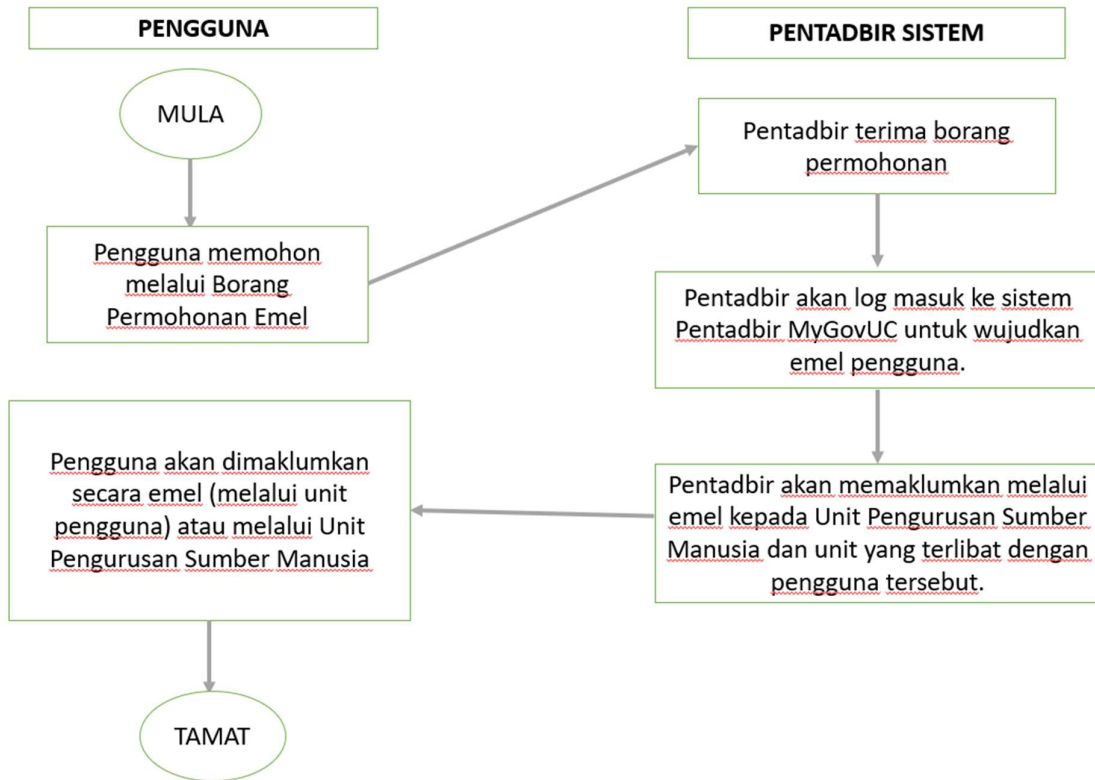 PENGGUNA
PENTADBIR SISTEM
MULA
Pengguna memohon
melalui Borang
Permohonan Emel
Pentadbir terima borang
permohonan
Pentadbir akan log masuk ke sistem
Pentadbir MyGovUC untuk wujudkan
emel pengguna.
Pentadbir akan memaklumkan melalui
emel kepada Unit Pengurusan Sumber
Manusia dan unit yang terlibat dengan
pengguna tersebut.
Pengguna akan dimaklumkan
secara emel (melalui unit
pengguna) atau melalui Unit
Pengurusan Sumber Manusia
TAMAT